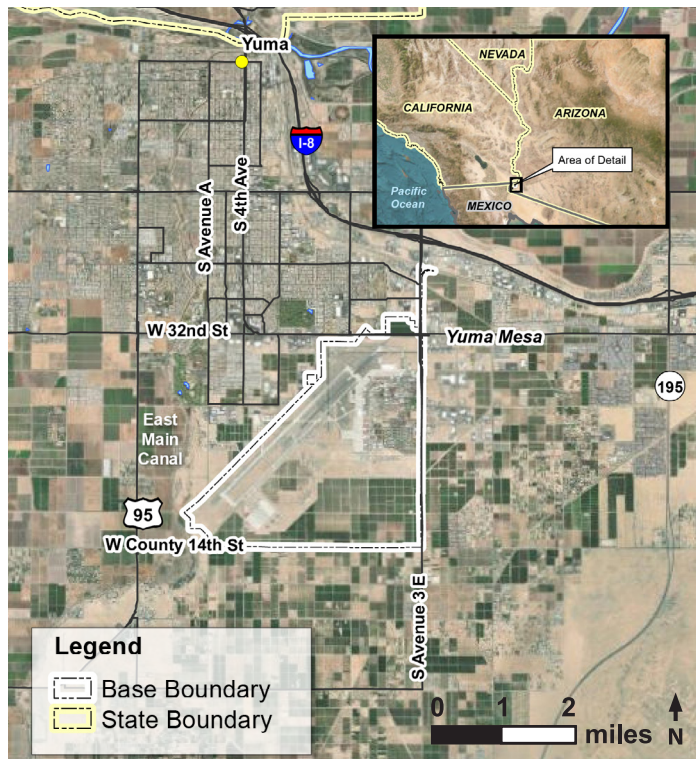 Yuma
NEVADA
CALIFORNIA
ARIZONA
Area of Detail
Pacific
Ocean
MEXICO
I-8
S Avenue A
S 4th Ave
W 32nd St
Yuma Mesa
195
East
Main
Canal
95
W County 14th St
S Avenue 3 E
Legend
Base Boundary
State Boundary
0 1 2
miles
N